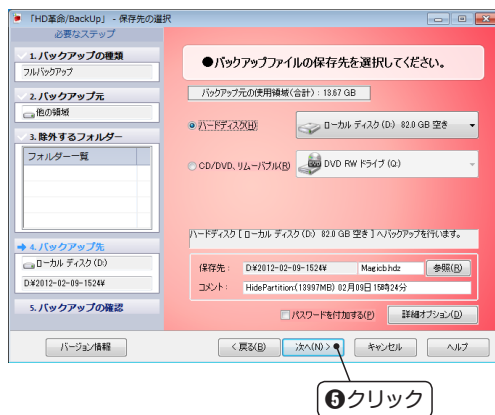 「HD革命/BackUp」 - 保存先の選択
必要なステップ
1. バックアップの種類
フルバックアップ
2. バックアップ元
他の領域
3. 除外するフォルダー
フォルダー一覧
➔ 4. バックアップ先
ローカル ディスク (D:)
D:¥2012-02-09-1524¥
5. バックアップの確認
●バックアップファイルの保存先を選択してください。
バックアップ元の使用領域(合計) : 13.67 GB
ハードディスク(H) ローカル ディスク (D:) 82.0 GB 空き
CD/DVD、リムーバブル(R) DVD RW ドライブ (Q:)
ハードディスク [ ローカル ディスク (D:) 82.0 GB 空き ] へバックアップを行います。
保存先 : D:¥2012-02-09-1524¥ Magicb.hdz 参照(R)
コメント : HidePartition:(13997MB) 02月09日 15時24分
パスワードを付加する(P) 詳細オプション(D)
バージョン情報 < 戻る(B) 次へ(N) > キャンセル ヘルプ
❺クリック